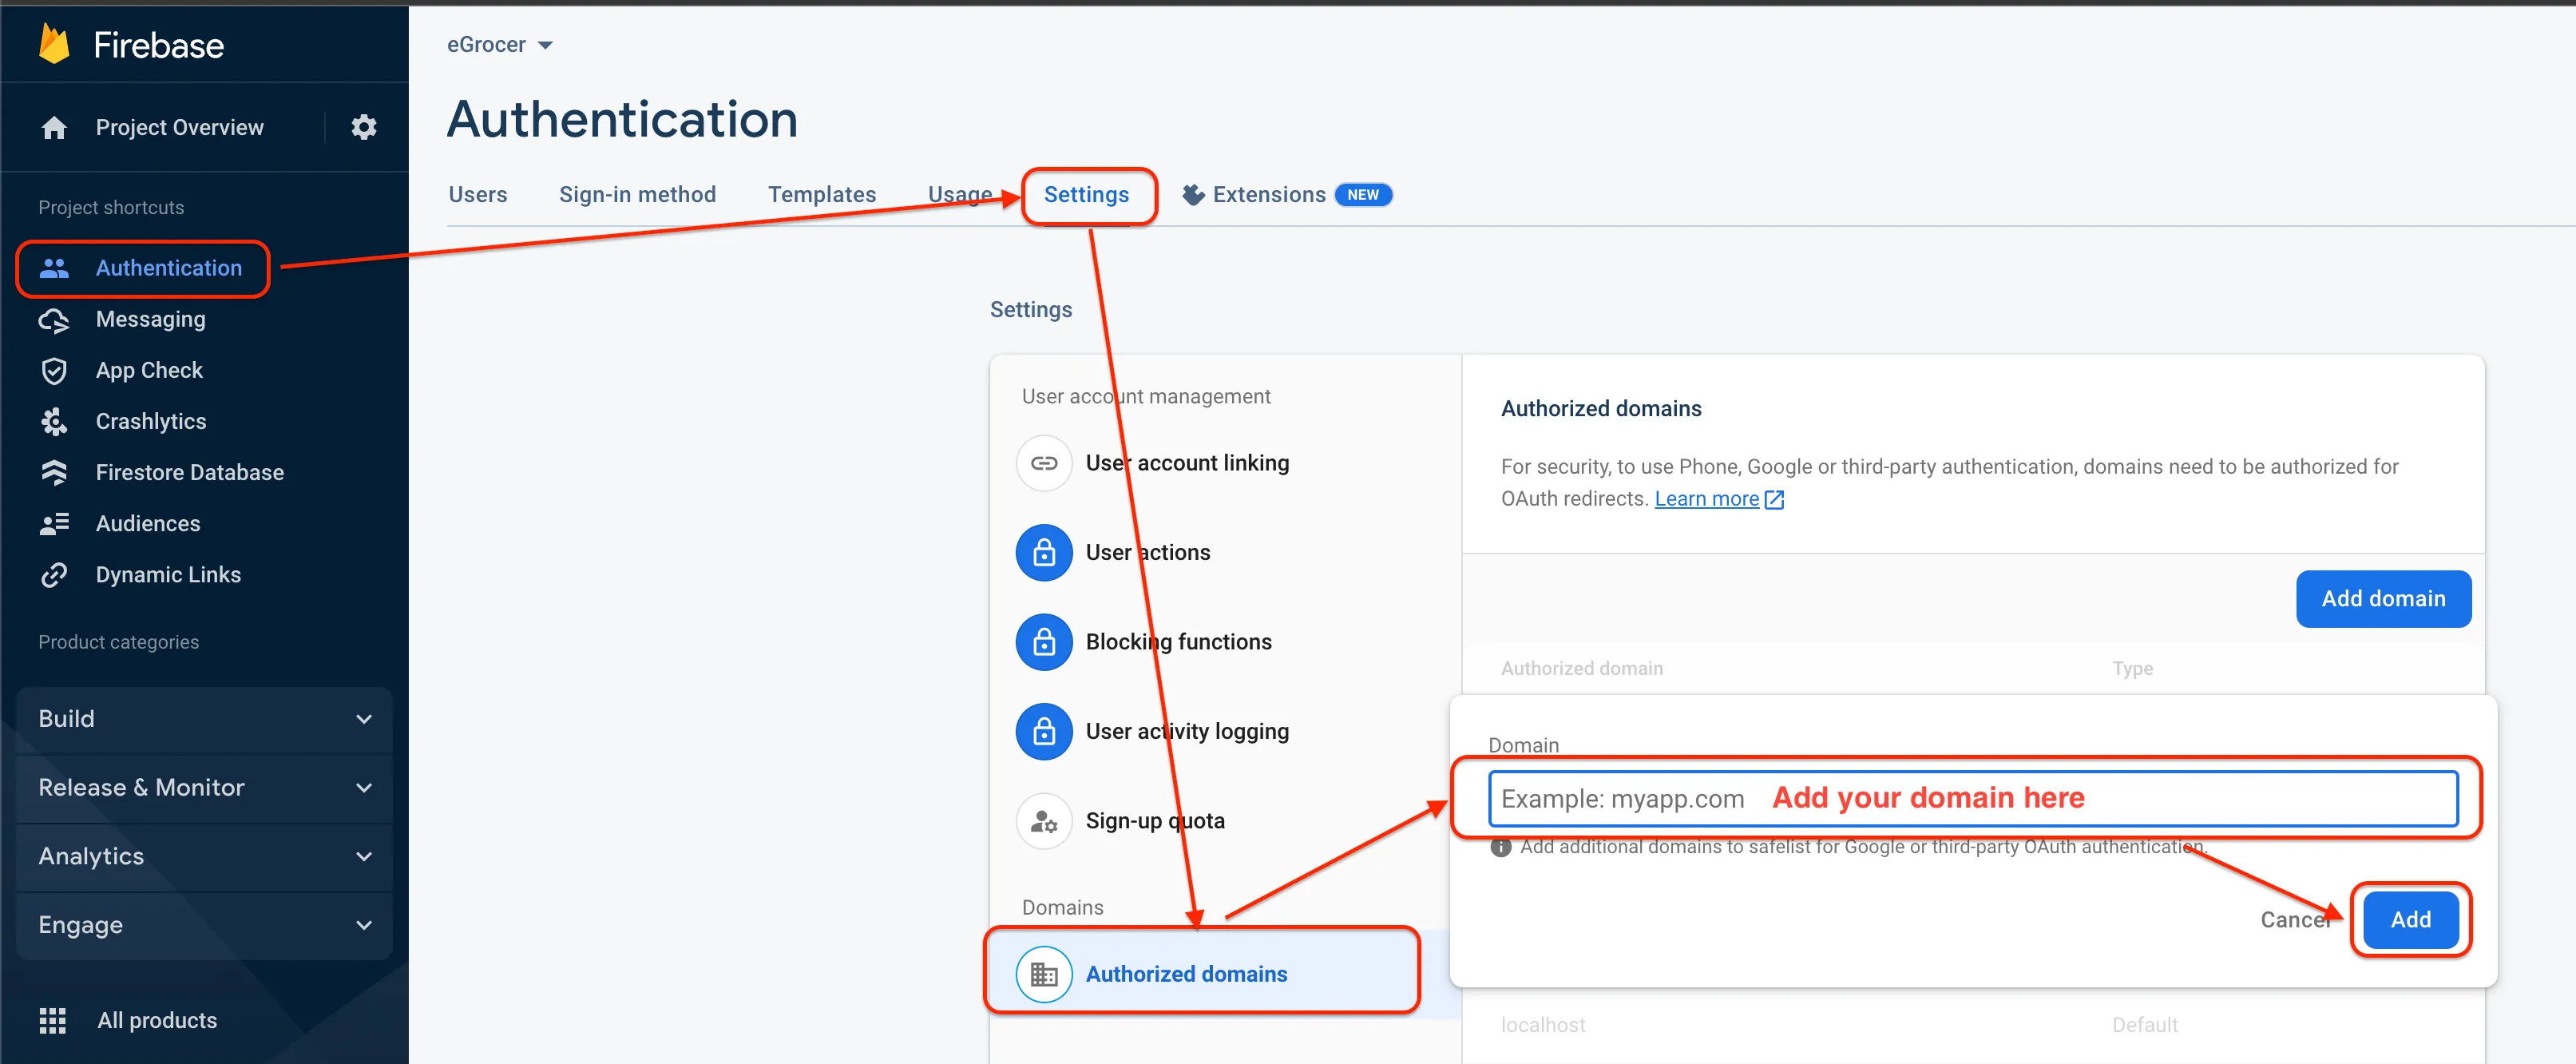 Firebase
Project Overview
Project shortcuts
Authentication
Messaging
App Check
Crashlytics
Firestore Database
Audiences
Dynamic Links
Product categories
Build
Release & Monitor
Analytics
Engage
All products
eGrocer
Authentication
Users Sign-in method Templates Usage Settings Extensions NEW
Settings
User account management
User account linking
User actions
Blocking functions
User activity logging
Sign-up quota
Domains
Authorized domains
Authorized domains
For security, to use Phone, Google or third-party authentication, domains need to be authorized for
OAuth redirects. Learn more
Add domain
Authorized domain Type
Domain
Example: myapp.com Add your domain here
Add additional domains to safelist for Google or third-party OAuth authentication.
Cancel Add
localhost Default